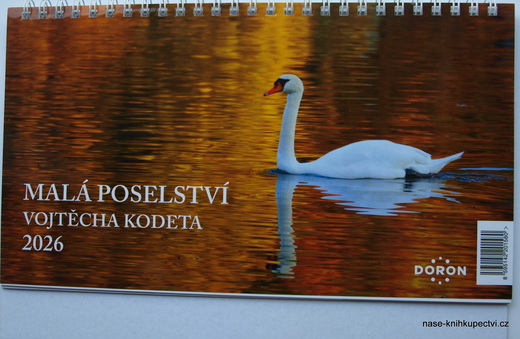 MALÁ POSELSTVÍ
VOJTĚCHA KODETA
2026
DORON
nase-knihkupectvi.cz